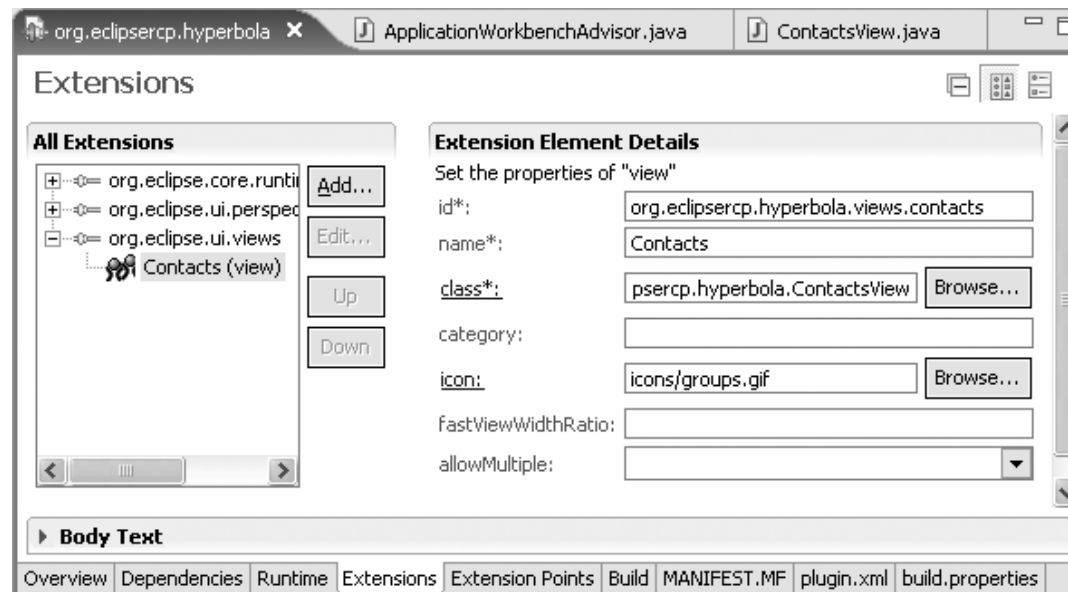 org.eclipsercp.hyperbola ApplicationWorkbenchAdvisor.java ContactsView.java
Extensions
All Extensions
org.eclipse.core.runti
org.eclipse.ui.perspec
org.eclipse.ui.views
Contacts (view)
Add...
Edit...
Up
Down
Extension Element Details
Set the properties of "view"
id*: org.eclipsercp.hyperbola.views.contacts
name*: Contacts
class*: psercp.hyperbola.ContactsView Browse...
category:
icon: icons/groups.gif Browse...
fastViewWidthRatio:
allowMultiple:
Body Text
Overview Dependencies Runtime Extensions Extension Points Build MANIFEST.MF plugin.xml build.properties